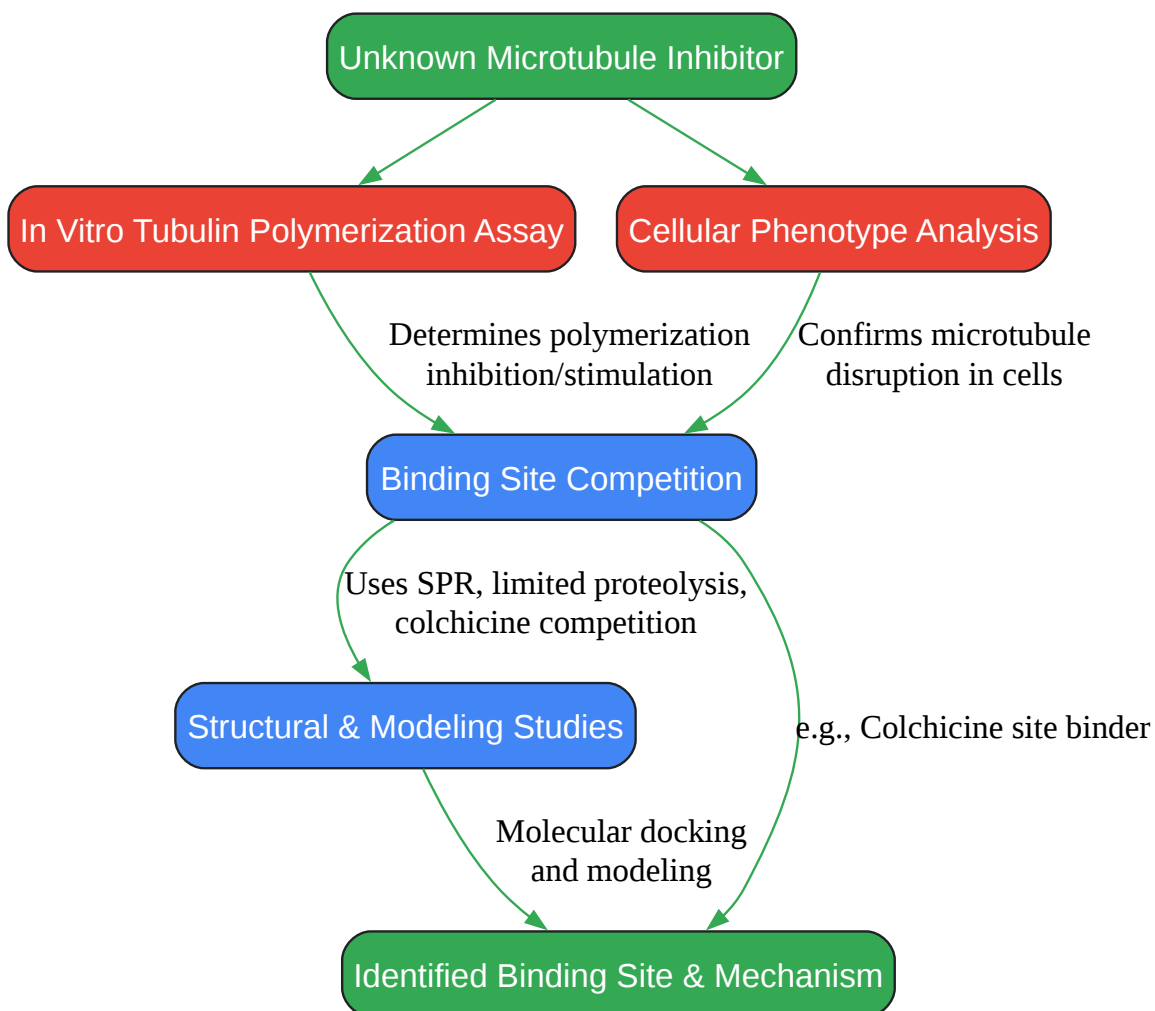 Unknown Microtubule Inhibitor
In Vitro Tubulin Polymerization Assay
Cellular Phenotype Analysis
Determines polymerization
inhibition/stimulation
Confirms microtubule
disruption in cells
Binding Site Competition
Uses SPR, limited proteolysis,
colchicine competition
Structural & Modeling Studies
e.g., Colchicine site binder
Molecular docking
and modeling
Identified Binding Site & Mechanism